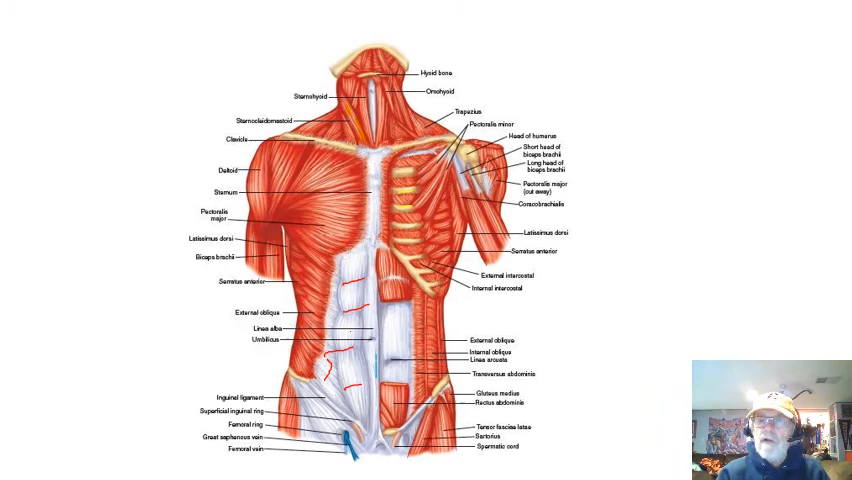 Hyoid bone
Sternohyoid
Omohyoid
Trapezius
Sternocleidomastoid
Pectoralis minor
Clavicle
Head of humerus
Short head of
biceps brachii
Long head of
biceps brachii
Deltoid
Pectoralis major
(cut away)
Sternum
Coracobrachialis
Pectoralis
major
Latissimus dorsi
Latissimus dorsi
Serratus anterior
Biceps brachii
External intercostal
Serratus anterior
Internal intercostal
External oblique
Linea alba
Umbilicus
External oblique
Internal oblique
Linea arcuata
Transversus abdominis
Inguinal ligament
Gluteus medius
Rectus abdominis
Superficial inguinal ring
Femoral ring
Tensor fasciae latae
Great saphenous vein
Sartorius
Femoral vein
Spermatic cord